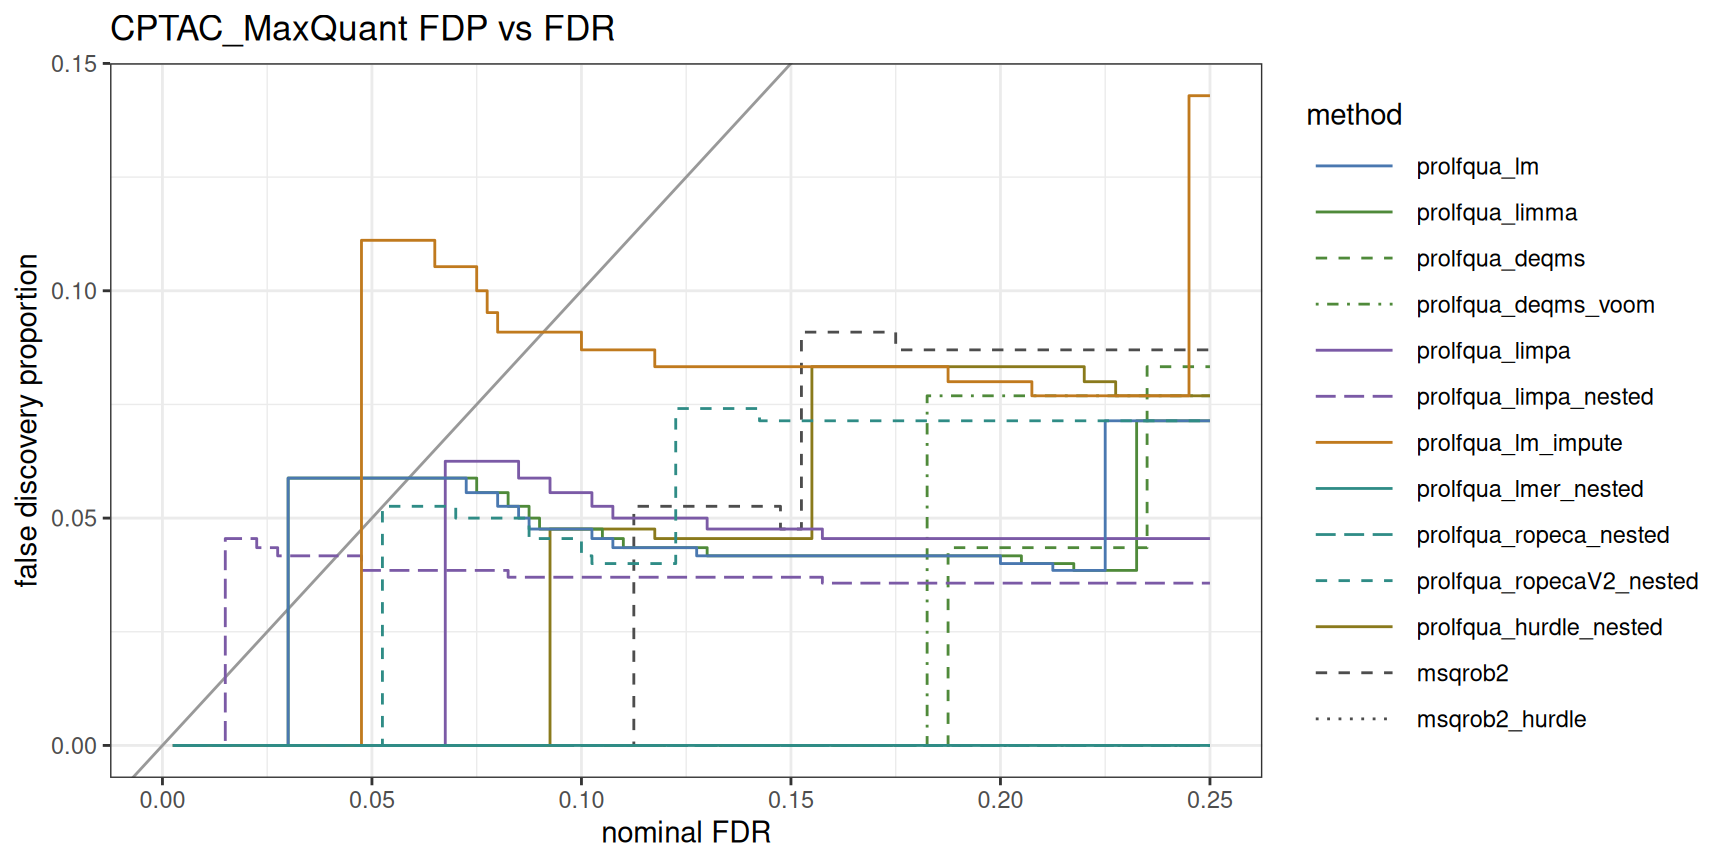 CPTAC_MaxQuant FDP vs FDR
0.15
0.10
0.05
0.00
false discovery proportion
0.00 0.05 0.10 0.15 0.20 0.25
nominal FDR
method
prolfqua_lm
prolfqua_limma
prolfqua_deqms
prolfqua_deqms_voom
prolfqua_limpa
prolfqua_limpa_nested
prolfqua_lm_impute
prolfqua_lmer_nested
prolfqua_ropeca_nested
prolfqua_ropecaV2_nested
prolfqua_hurdle_nested
msqrob2
msqrob2_hurdle